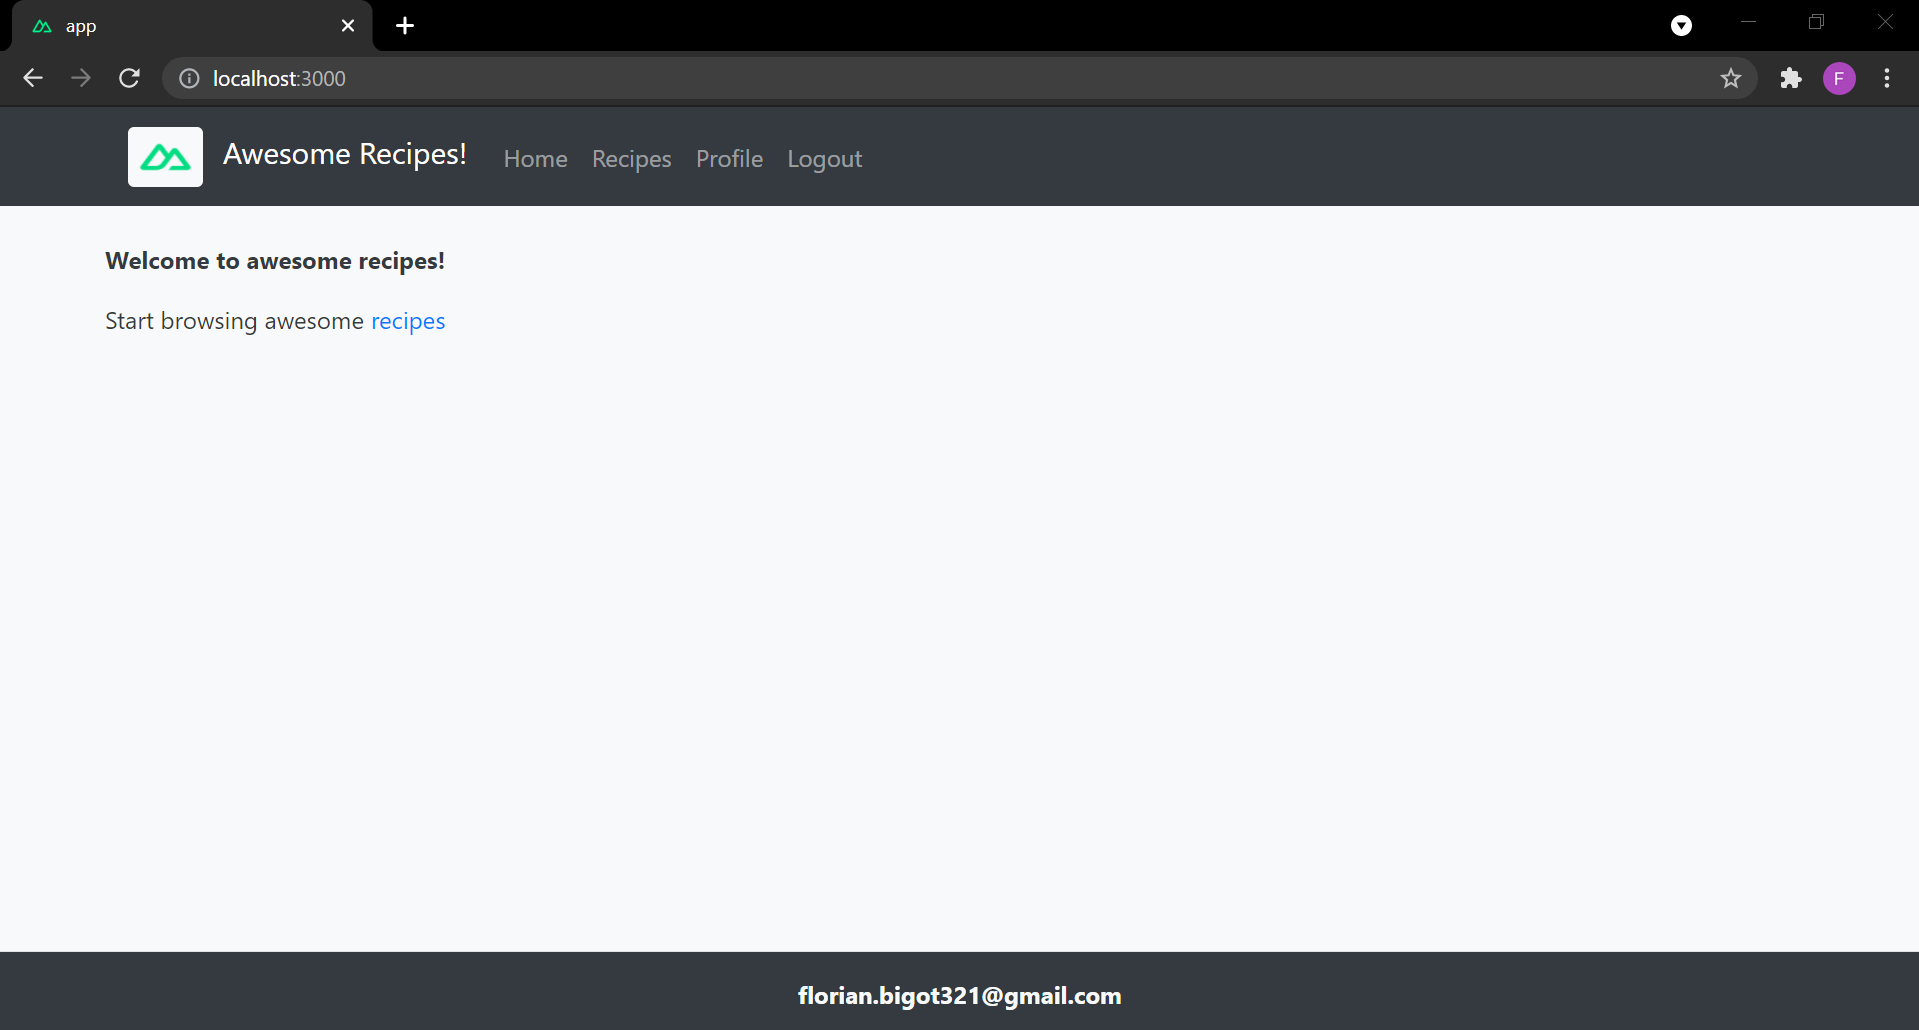 app
localhost:3000
F
Awesome Recipes! Home Recipes Profile Logout
Welcome to awesome recipes!
Start browsing awesome recipes
florian.bigot321@gmail.com